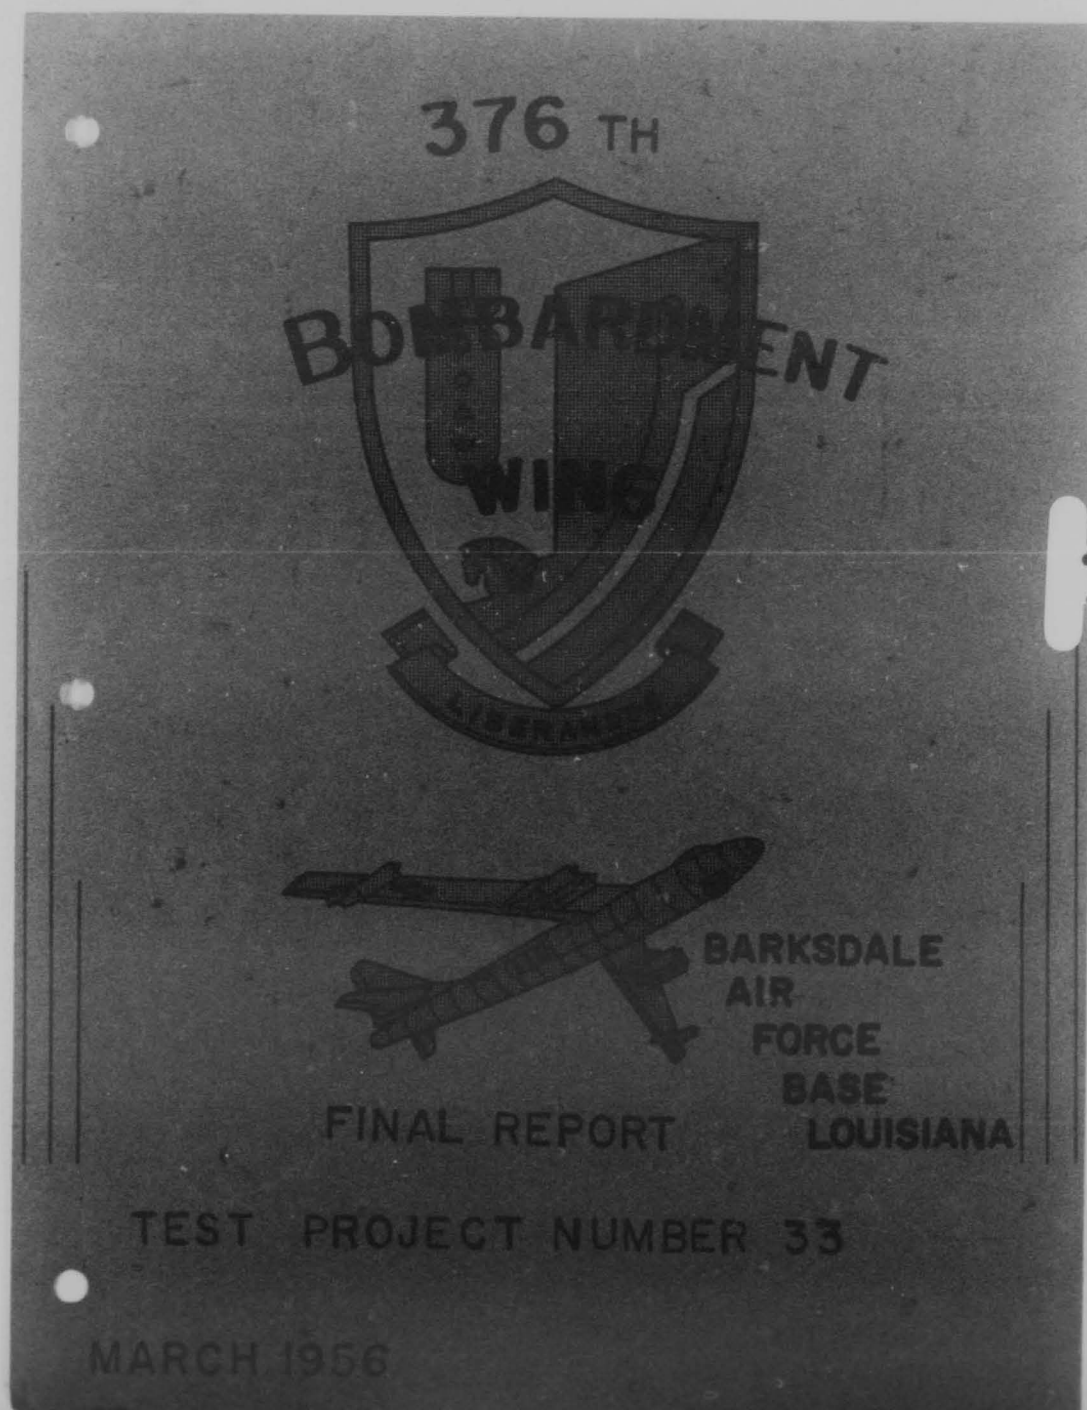 376 TH
BOMBARDMENT
WING
BARKSDALE
AIR
FORCE
BASE
LOUISIANA
FINAL REPORT
TEST PROJECT NUMBER 33
MARCH 1956